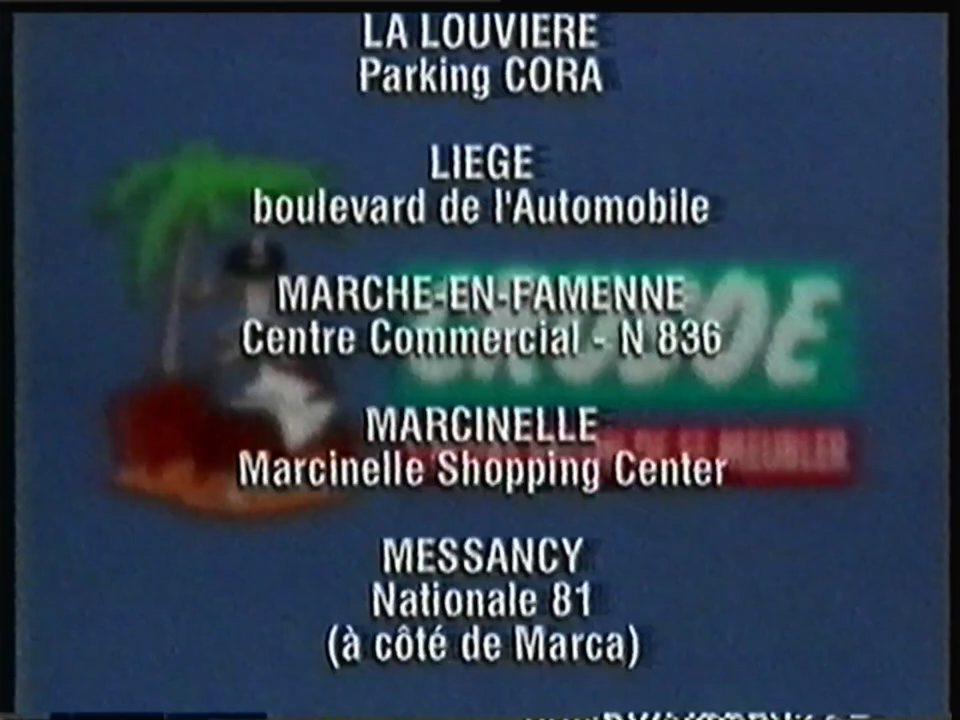 LA LOUVIERE
Parking CORA
LIEGE
boulevard de l'Automobile
MARCHE-EN-FAMENNE
Centre Commercial - N 836
MARCINELLE
Marcinelle Shopping Center
MESSANCY
Nationale 81
(à côté de Marca)